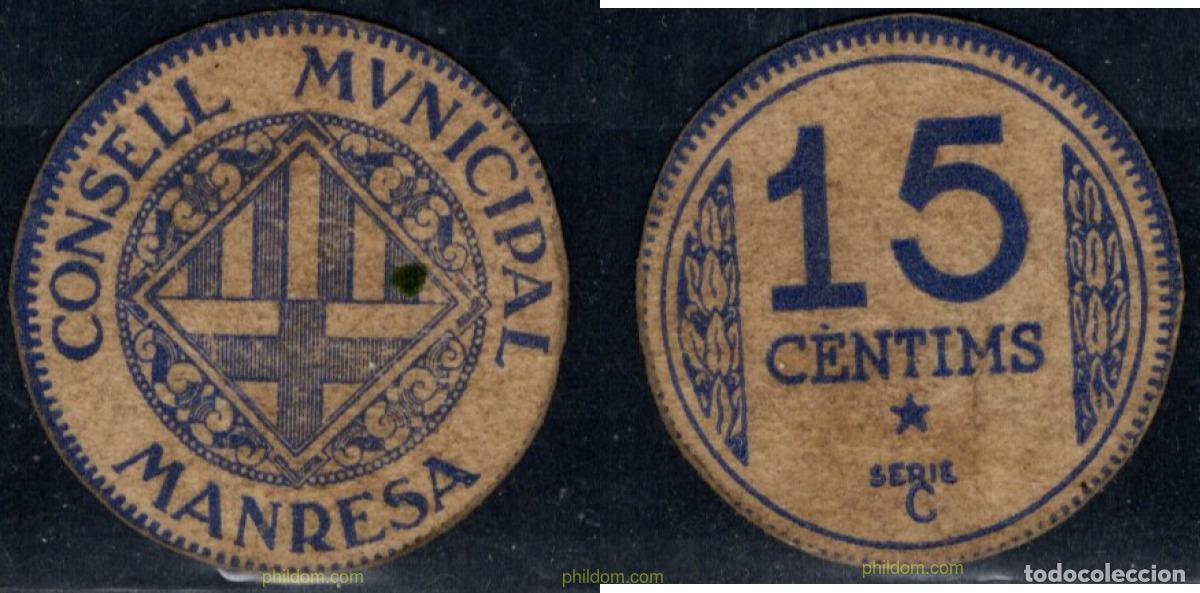 CONSELL MVNICIPAL
MANRESA
15
CÈNTIMS
SERIE
C
phildom.com
phildom.com
phildom.com
todocoleccion